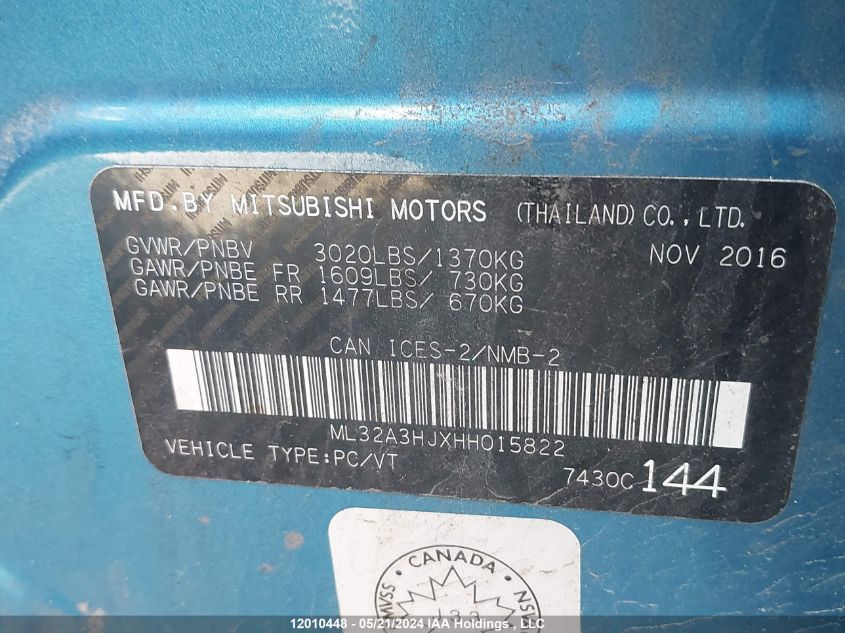 MFD.BY MITSUBISHI MOTORS (THAILAND) CO., LTD.
GVWR/PNBV 3020LBS/1370KG NOV 2016
GAWR/PNBE FR 1609LBS/ 730KG
GAWR/PNBE RR 1477LBS/ 670KG
CAN ICES-2/NMB-2
ML32A3HJXHH015822
VEHICLE TYPE:PC/VT
7430C 144
CANADA
12010448 - 05/21/2024 IAA Holdings , LLC